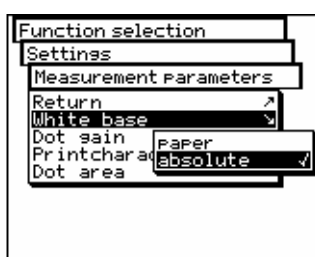 Function selection
Settings
Measurement parameters
Return
White base
Dot gain
paper
Printcharac
absolute
Dot area